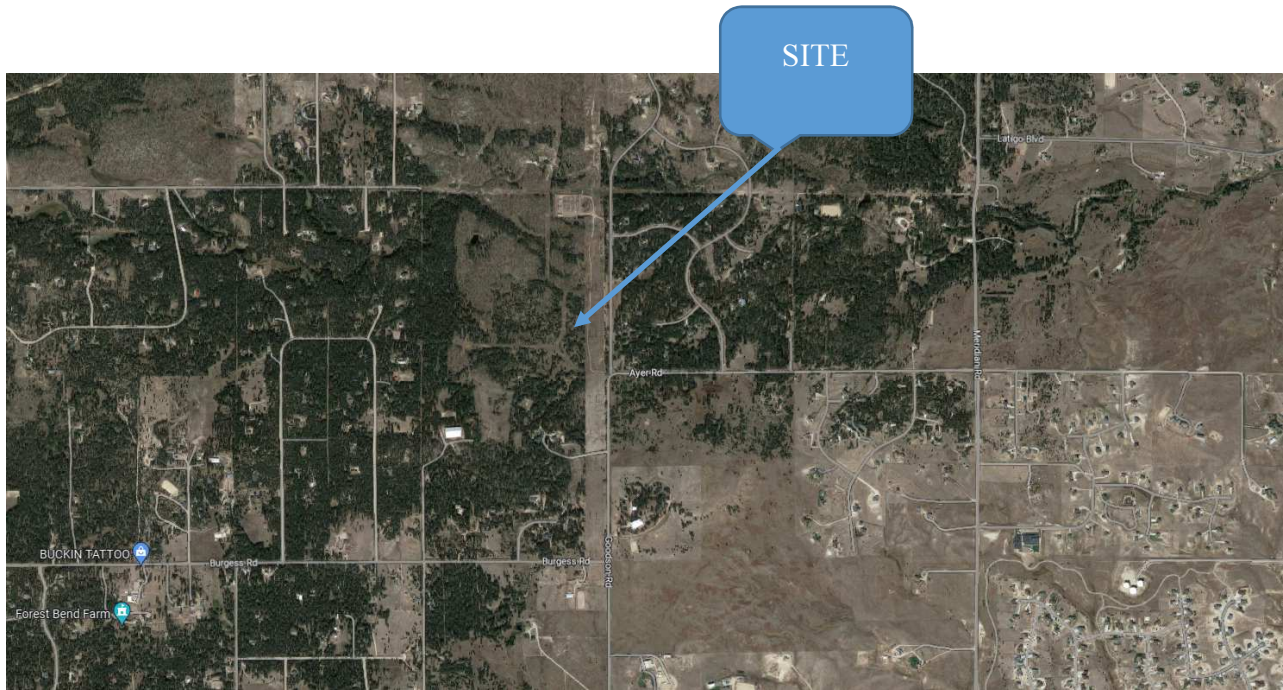 SITE
Latigo Blvd
Meridian Rd
Ayer Rd
BUCKIN TATTOO
Burgess Rd
Burgess Rd
Goodson Rd
Forest Bend Farm